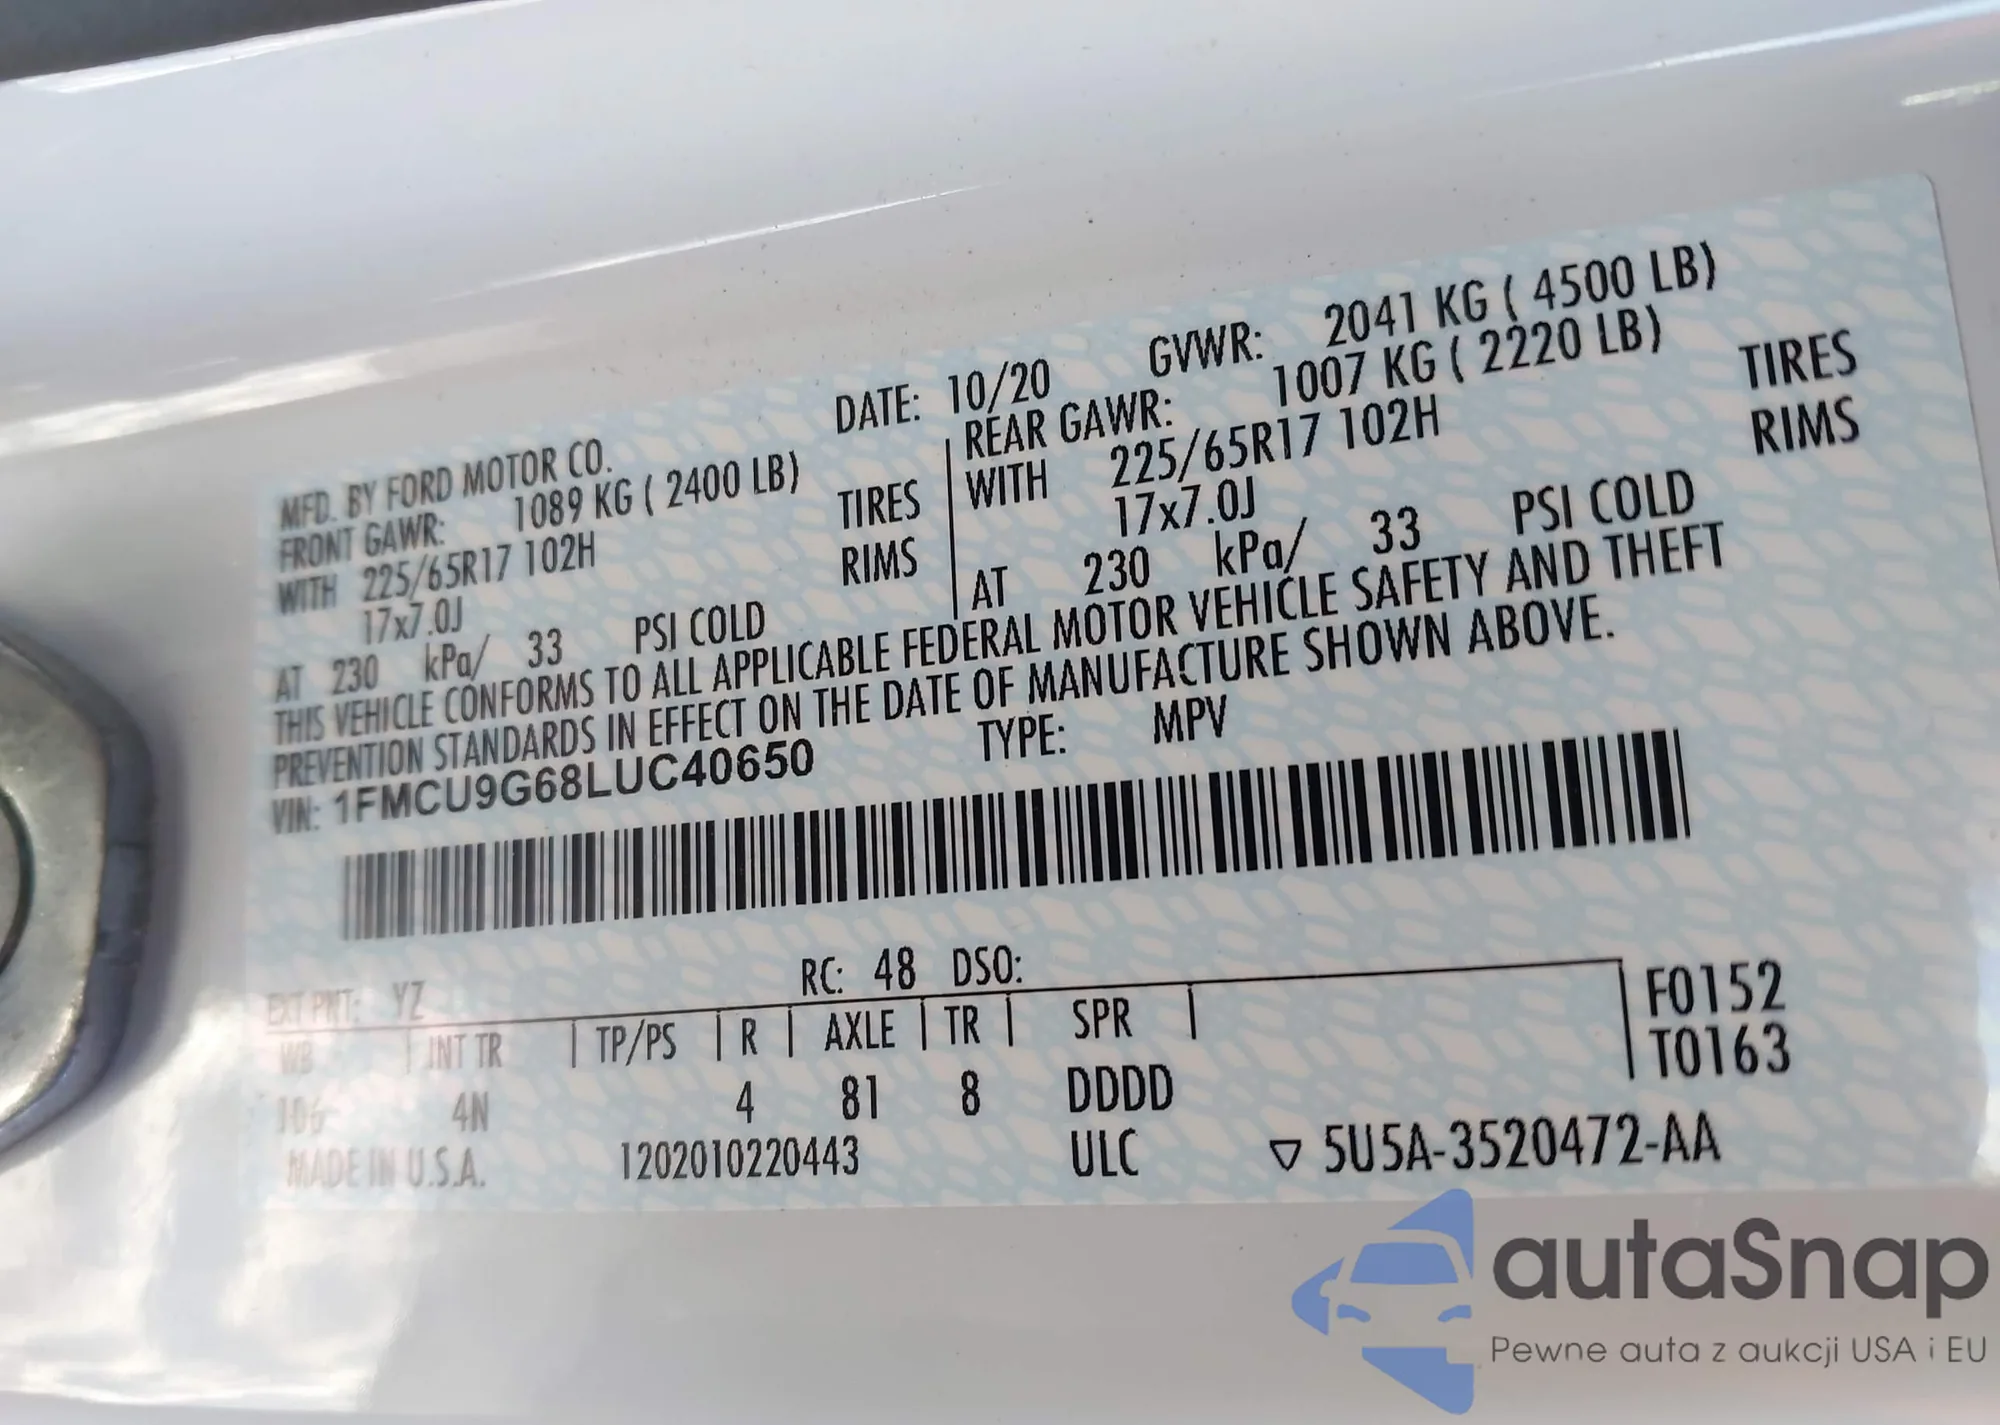 MFD. BY FORD MOTOR CO. DATE: 10/20 GVWR: 2041 KG ( 4500 LB)
FRONT GAWR: 1089 KG ( 2400 LB) REAR GAWR: 1007 KG ( 2220 LB)
WITH 225/65R17 102H TIRES WITH 225/65R17 102H TIRES
17x7.0J RIMS 17x7.0J RIMS
AT 230 kPa/ 33 PSI COLD AT 230 kPa/ 33 PSI COLD
THIS VEHICLE CONFORMS TO ALL APPLICABLE FEDERAL MOTOR VEHICLE SAFETY AND THEFT
PREVENTION STANDARDS IN EFFECT ON THE DATE OF MANUFACTURE SHOWN ABOVE.
VIN: 1FMCU9G68LUC40650 TYPE: MPV
EXT PNT: YZ RC: 48 DSO:
WB | INT TR | TP/PS | R | AXLE | TR | SPR | F0152
T0163
106 4N 4 81 8 DDDD
MADE IN U.S.A. 1202010220443 ULC ▽ 5U5A-3520472-AA
autaSnap
Pewne auta z aukcji USA i EU